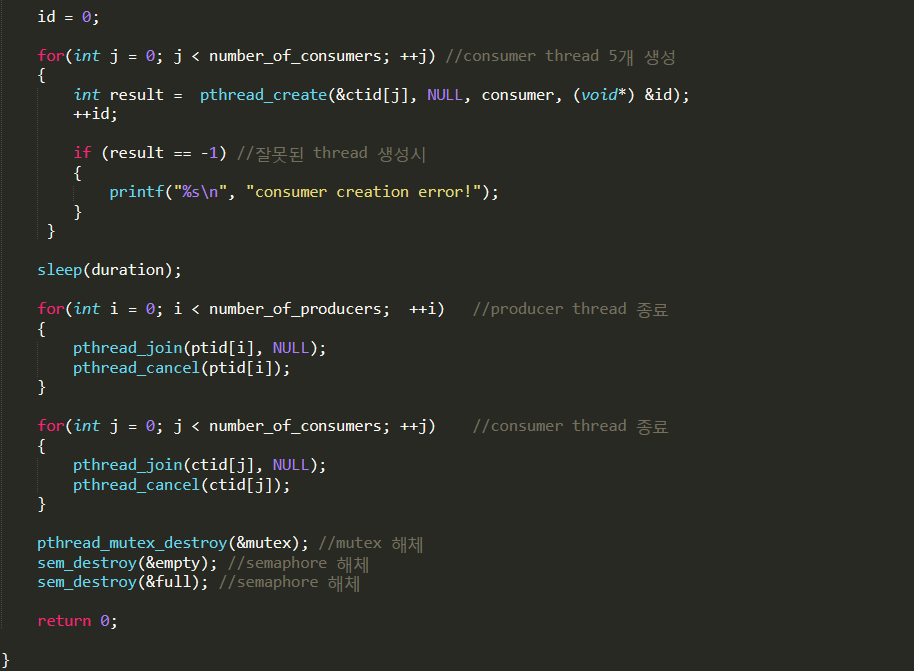 id = 0;
for(int j = 0; j < number_of_consumers; ++j) //consumer thread 5개 생성
{
int result =  pthread_create(&ctid[j], NULL, consumer, (void*) &id);
++id;
if (result == -1) //잘못된 thread 생성시
{
printf("%s\n", "consumer creation error!");
}
}
sleep(duration);
for(int i = 0; i < number_of_producers;  ++i)   //producer thread 종료
{
pthread_join(ptid[i], NULL);
pthread_cancel(ptid[i]);
}
for(int j = 0; j < number_of_consumers; ++j)    //consumer thread 종료
{
pthread_join(ctid[j], NULL);
pthread_cancel(ctid[j]);
}
pthread_mutex_destroy(&mutex); //mutex 해체
sem_destroy(&empty); //semaphore 해체
sem_destroy(&full); //semaphore 해체
return 0;
}